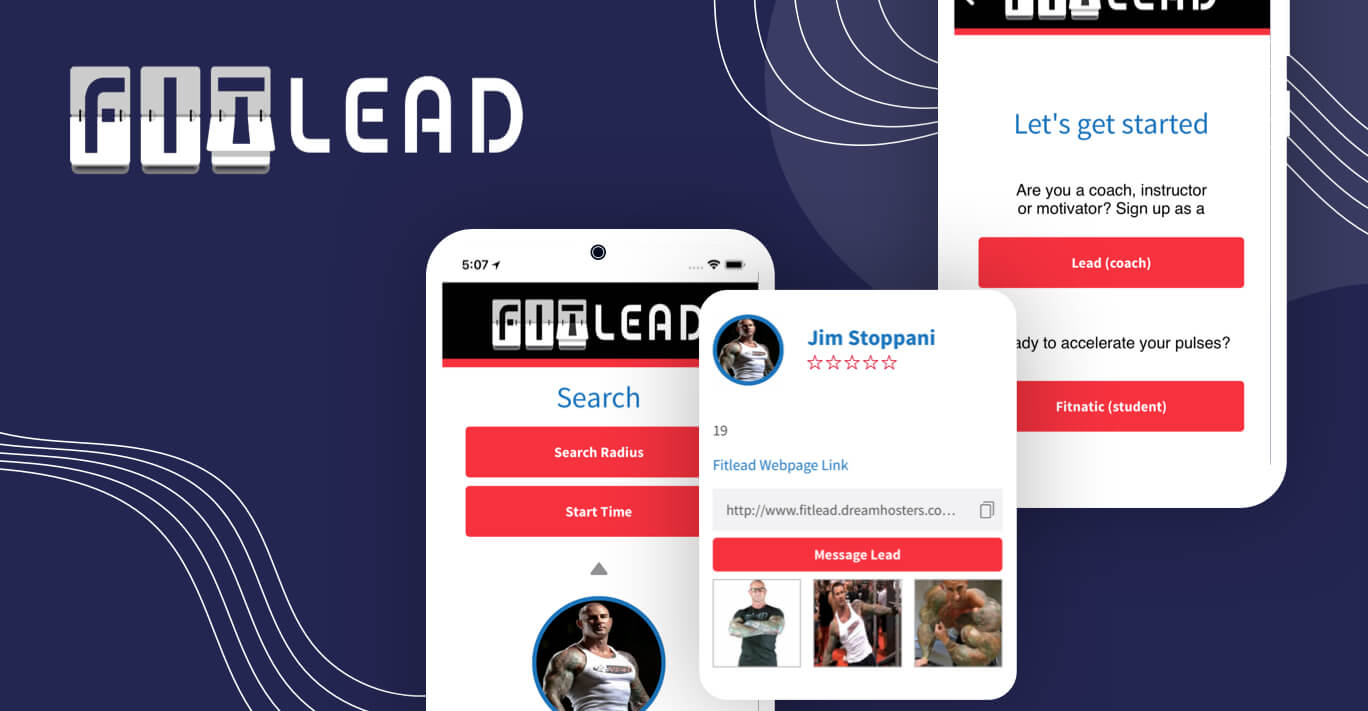 FITLEAD
FITLEAD
Let's get started
Are you a coach, instructor
or motivator? Sign up as a
Lead (coach)
to accelerate your pulses?
Fitnatic (student)
5:07
FITLEAD
Search
Search Radius
Start Time
Jim Stoppani
19
Fitlead Webpage Link
http://www.fitlead.dreamhosters.co...
Message Lead